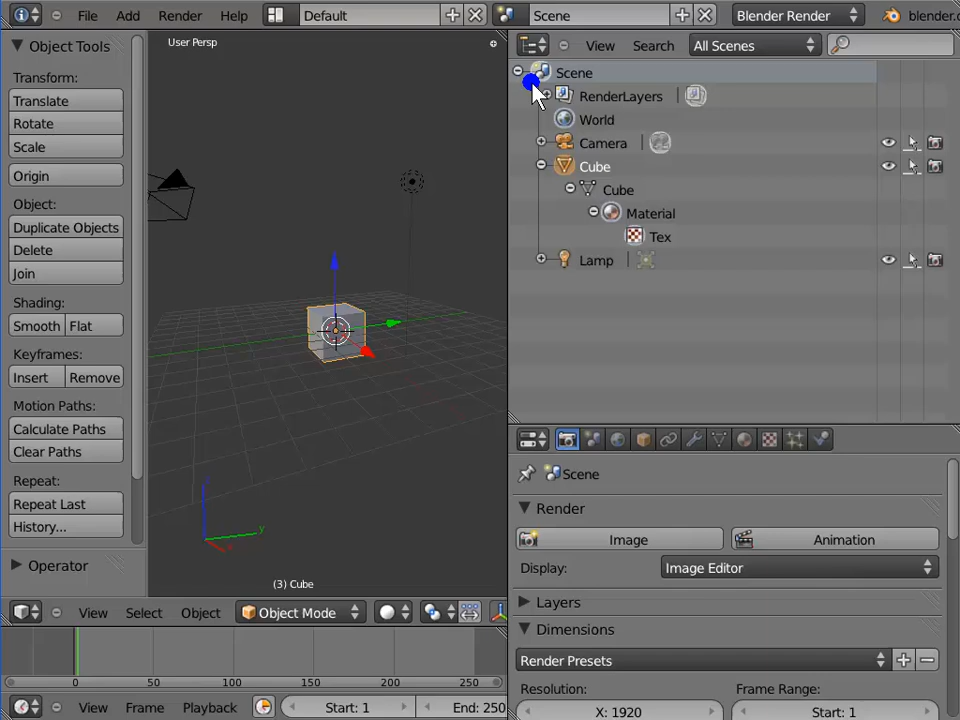 File Add Render Help Default Scene Blender Render blender.
Object Tools
Transform:
Translate
Rotate
Scale
Origin
Object:
Duplicate Objects
Delete
Join
Shading:
Smooth Flat
Keyframes:
Insert Remove
Motion Paths:
Calculate Paths
Clear Paths
Repeat:
Repeat Last
History...
Operator
User Persp
z
y
x
(3) Cube
View Select Object Object Mode
0 50 100 150 200 250
View Frame Playback Start: 1 End: 250
View Search All Scenes
Scene
RenderLayers
World
Camera
Cube
Cube
Material
Tex
Lamp
Scene
Render
Image Animation
Display: Image Editor
Layers
Dimensions
Render Presets
Resolution: Frame Range:
X: 1920 Start: 1